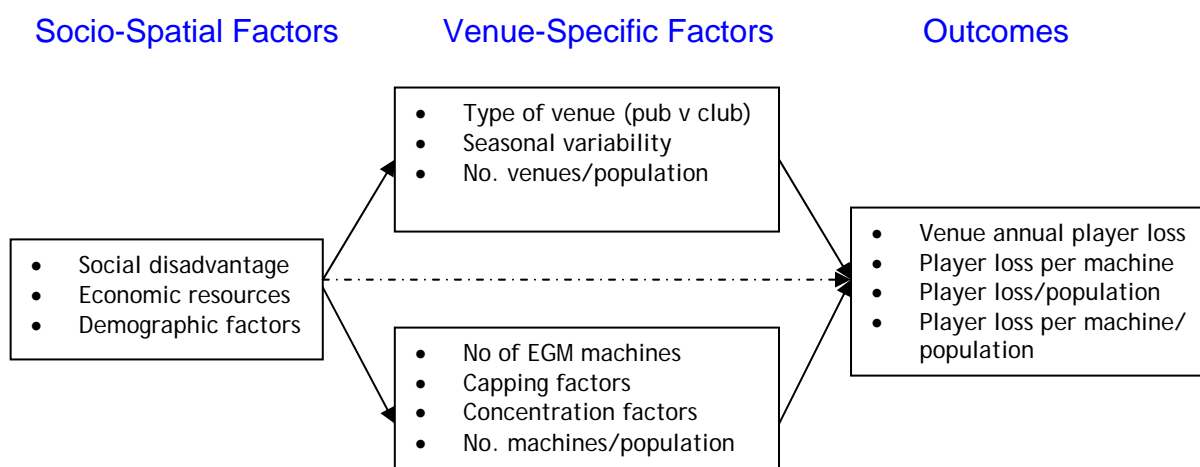 Socio-Spatial Factors
Venue-Specific Factors
Outcomes
• Type of venue (pub v club)
• Seasonal variability
• No. venues/population
• Social disadvantage
• Economic resources
• Demographic factors
• No of EGM machines
• Capping factors
• Concentration factors
• No. machines/population
• Venue annual player loss
• Player loss per machine
• Player loss/population
• Player loss per machine/
population